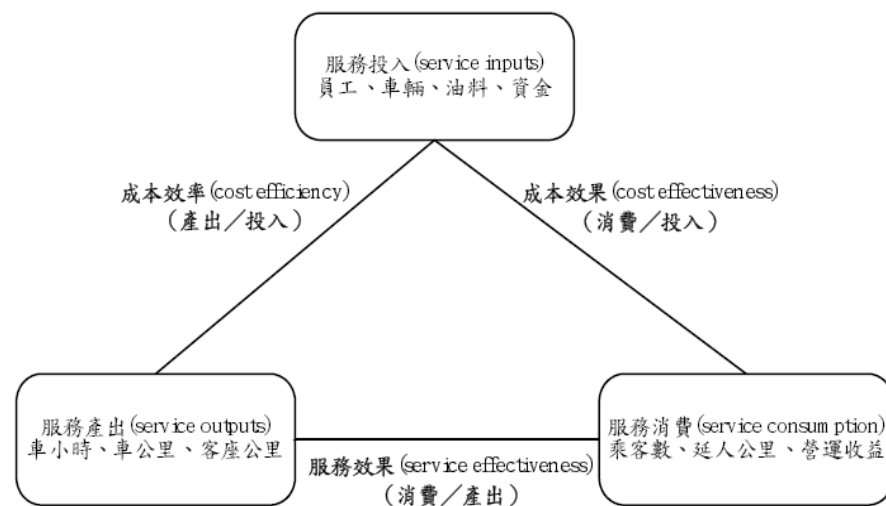 服務投入(service inputs)
員工、車輛、油料、資金
成本效率(cost efficiency)
(產出／投入)
成本效果(cost effectiveness)
(消費／投入)
服務產出(service outputs)
車小時、車公里、客座公里
服務消費(service consumption)
乘客數、延人公里、營運收益
服務效果(service effectiveness)
(消費／產出)